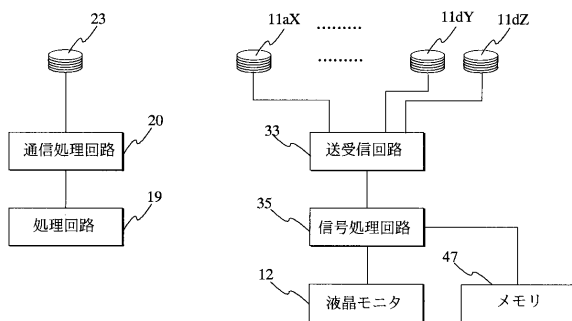 23
11aX
11dY
11dZ
20
通信処理回路
33
送受信回路
19
処理回路
35
信号処理回路
12
液晶モニタ
47
メモリ